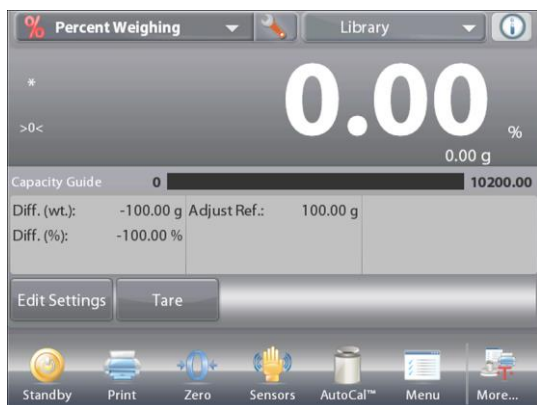 % Percent Weighing Library
*
0.00 %
>0<
0.00 g
Capacity Guide 0 10200.00
Diff. (wt.): -100.00 g Adjust Ref.: 100.00 g
Diff. (%): -100.00 %
Edit Settings Tare
Standby Print Zero Sensors AutoCal™ Menu More...